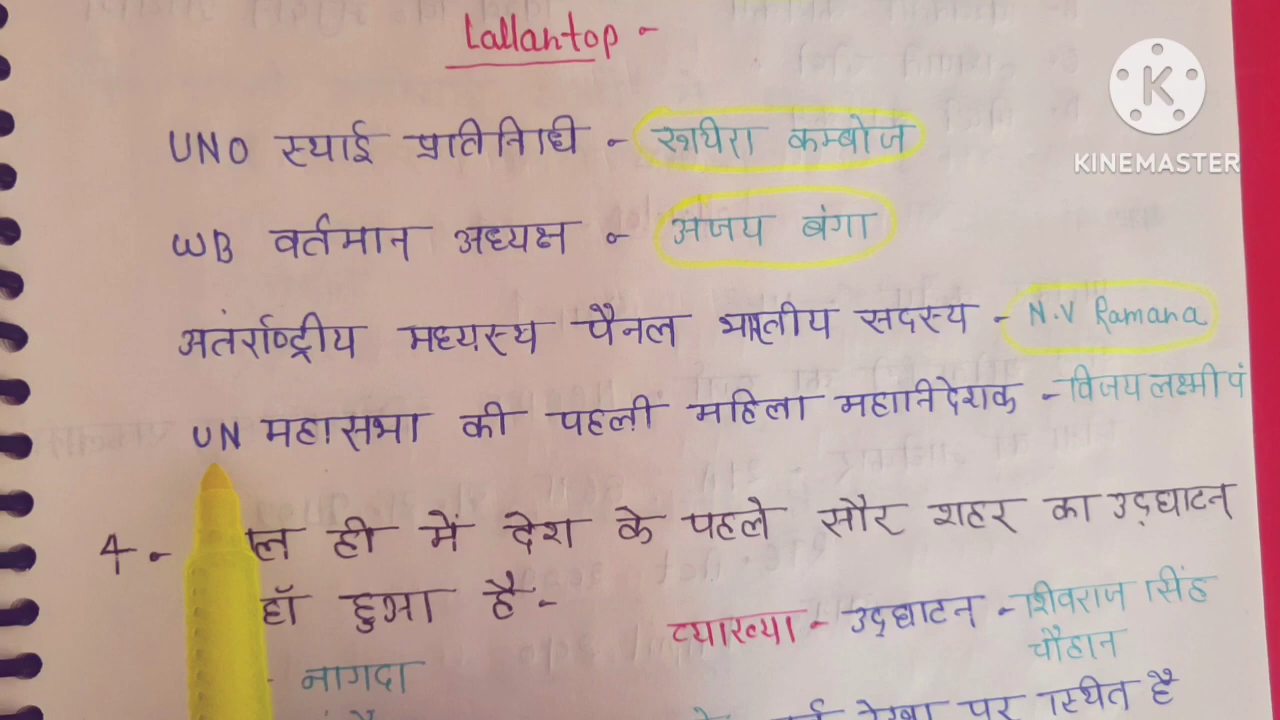 Lallantop -
K
KINEMASTER
UNO स्थाई प्रतिनिधी - रूचिरा कम्बोज
WB वर्तमान अध्यक्ष - अजय बंगा
अतंर्राष्ट्रीय मध्यस्थ पैनल भारतीय सदस्य - N.V Ramana
UN महासभा की पहली महिला महानिदेशक - विजयलक्ष्मी पं
4 - ल ही में देश के पहले सौर शहर का उद्घाटन
हाँ हुआ है -
व्याख्या - उद्घाटन - शिवराज सिंह
चौहान
नागदा
रेखा पर स्थित है